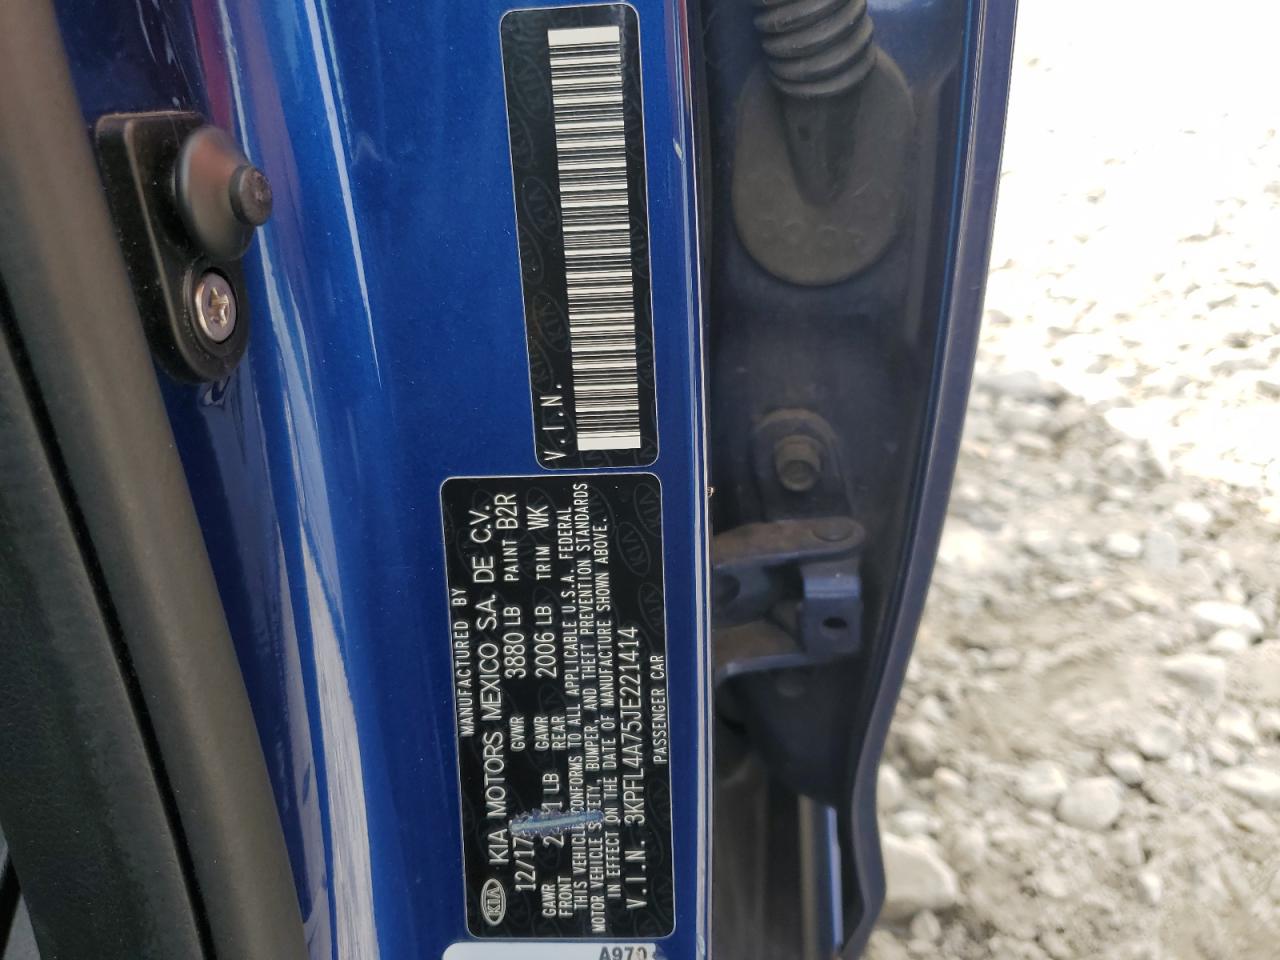 V.I.N.
MANUFACTURED BY
KIA KIA MOTORS MEXICO S.A. DE C.V.
12/17 GVWR 3880 LB PAINT B2R
GAWR FRONT LB GAWR REAR 2006 LB TRIM WK
THIS VEHICLE CONFORMS TO ALL APPLICABLE U.S.A. FEDERAL
MOTOR VEHICLE SAFETY, BUMPER, AND THEFT PREVENTION STANDARDS
IN EFFECT ON THE DATE OF MANUFACTURE SHOWN ABOVE.
V.I.N. 3KPFL4A75JE221414
PASSENGER CAR
A970